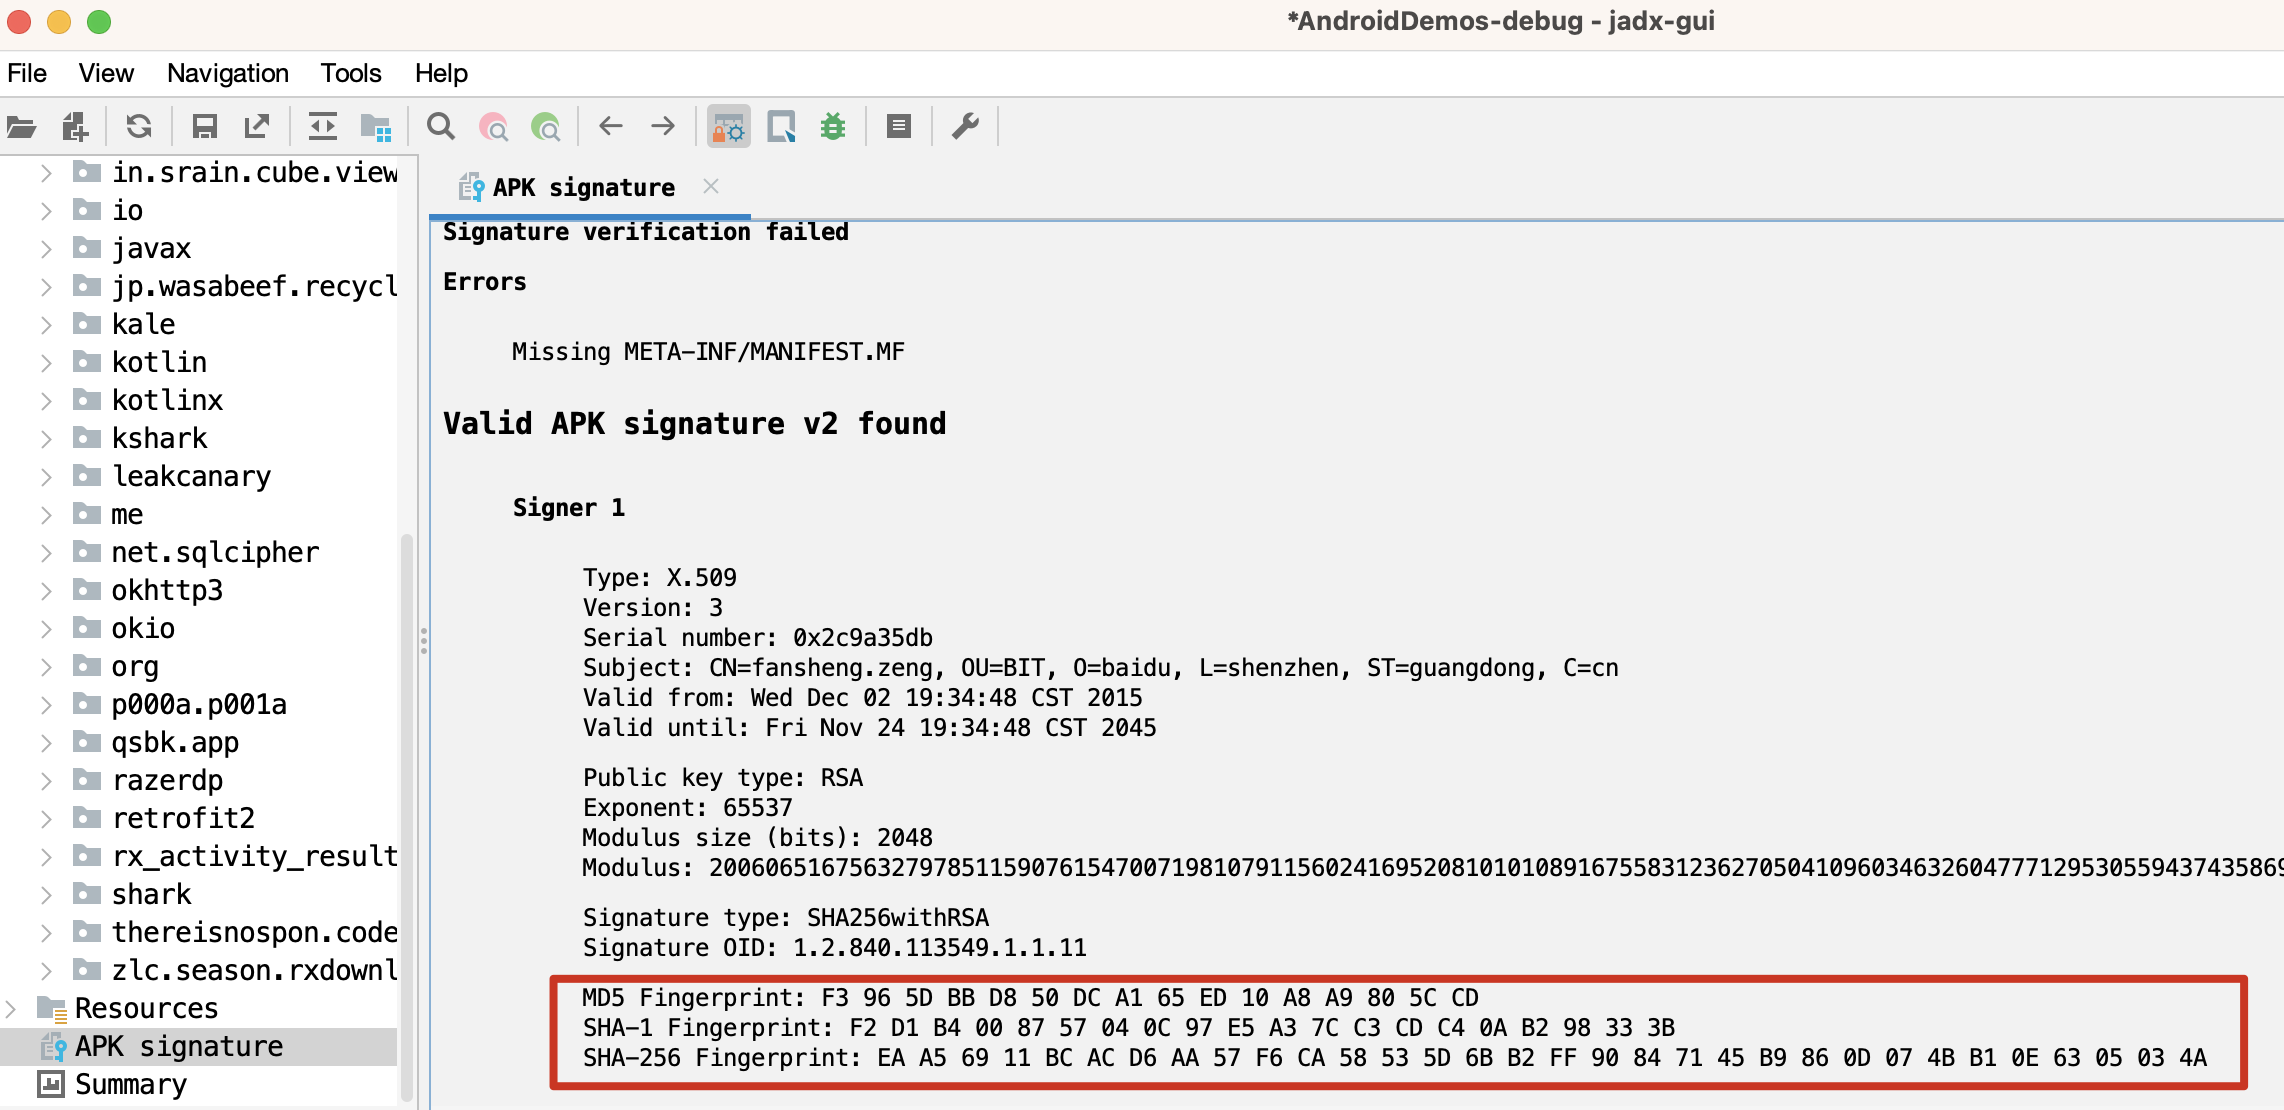 *AndroidDemos-debug - jadx-gui
File View Navigation Tools Help
in.srain.cube.view
io
javax
jp.wasabeef.recycl
kale
kotlin
kotlinx
kshark
leakcanary
me
net.sqlcipher
okhttp3
okio
org
p000a.p001a
qsbk.app
razerdp
retrofit2
rx_activity_result
shark
thereisnospon.code
zlc.season.rxdownl
Resources
APK signature
Summary
APK signature
Signature verification failed
Errors
Missing META-INF/MANIFEST.MF
Valid APK signature v2 found
Signer 1
Type: X.509
Version: 3
Serial number: 0x2c9a35db
Subject: CN=fansheng.zeng, OU=BIT, O=baidu, L=shenzhen, ST=guangdong, C=cn
Valid from: Wed Dec 02 19:34:48 CST 2015
Valid until: Fri Nov 24 19:34:48 CST 2045
Public key type: RSA
Exponent: 65537
Modulus size (bits): 2048
Modulus: 20060651675632797851159076154700719810791156024169520810101089167558312362705041096034632604777129530559437435869
Signature type: SHA256withRSA
Signature OID: 1.2.840.113549.1.1.11
MD5 Fingerprint: F3 96 5D BB D8 50 DC A1 65 ED 10 A8 A9 80 5C CD
SHA-1 Fingerprint: F2 D1 B4 00 87 57 04 0C 97 E5 A3 7C C3 CD C4 0A B2 98 33 3B
SHA-256 Fingerprint: EA A5 69 11 BC AC D6 AA 57 F6 CA 58 53 5D 6B B2 FF 90 84 71 45 B9 86 0D 07 4B B1 0E 63 05 03 4A